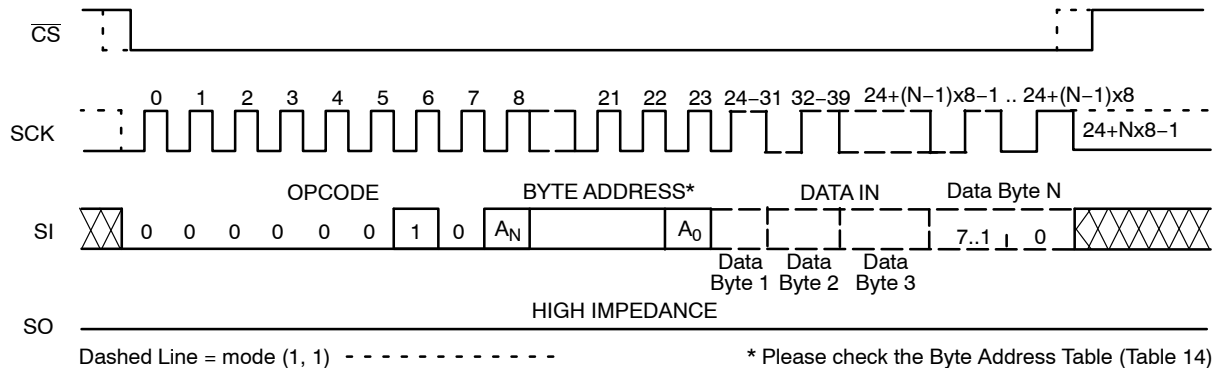 CS
0 1 2 3 4 5 6 7 8 21 22 23 24–31 32–39 24+(N–1)x8–1 .. 24+(N–1)x8
SCK
24+Nx8–1
OPCODE BYTE ADDRESS* DATA IN Data Byte N
SI 0 0 0 0 0 0 1 0 AN A0 7..1 0
Data Byte 1
Data Byte 2
Data Byte 3
HIGH IMPEDANCE
SO
Dashed Line = mode (1, 1) * Please check the Byte Address Table (Table 14)